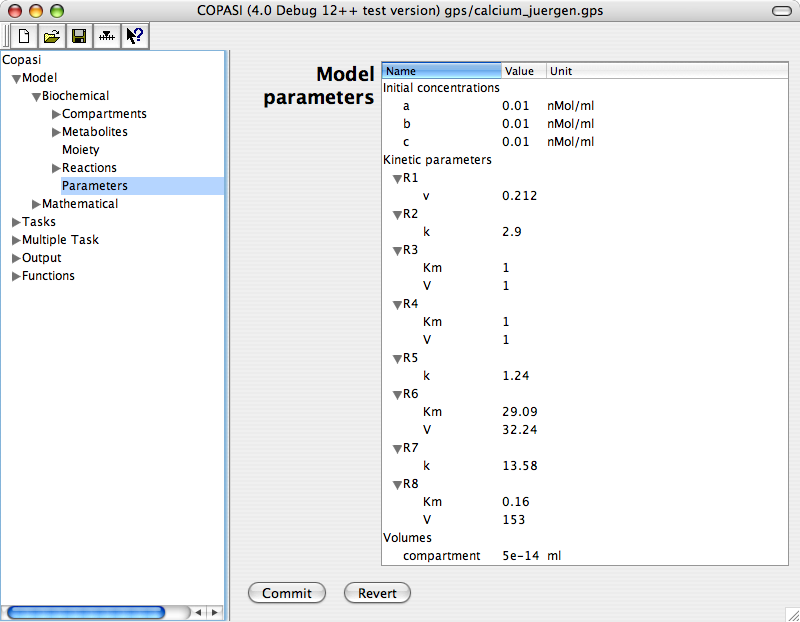 COPASI (4.0 Debug 12++ test version) gps/calcium_juergen.gps
Copasi
Model
Biochemical
Compartments
Metabolites
Moiety
Reactions
Parameters
Mathematical
Tasks
Multiple Task
Output
Functions
Model
parameters
Name Value Unit
Initial concentrations
a 0.01 nMol/ml
b 0.01 nMol/ml
c 0.01 nMol/ml
Kinetic parameters
R1
v 0.212
R2
k 2.9
R3
Km 1
V 1
R4
Km 1
V 1
R5
k 1.24
R6
Km 29.09
V 32.24
R7
k 13.58
R8
Km 0.16
V 153
Volumes
compartment 5e-14 ml
Commit Revert